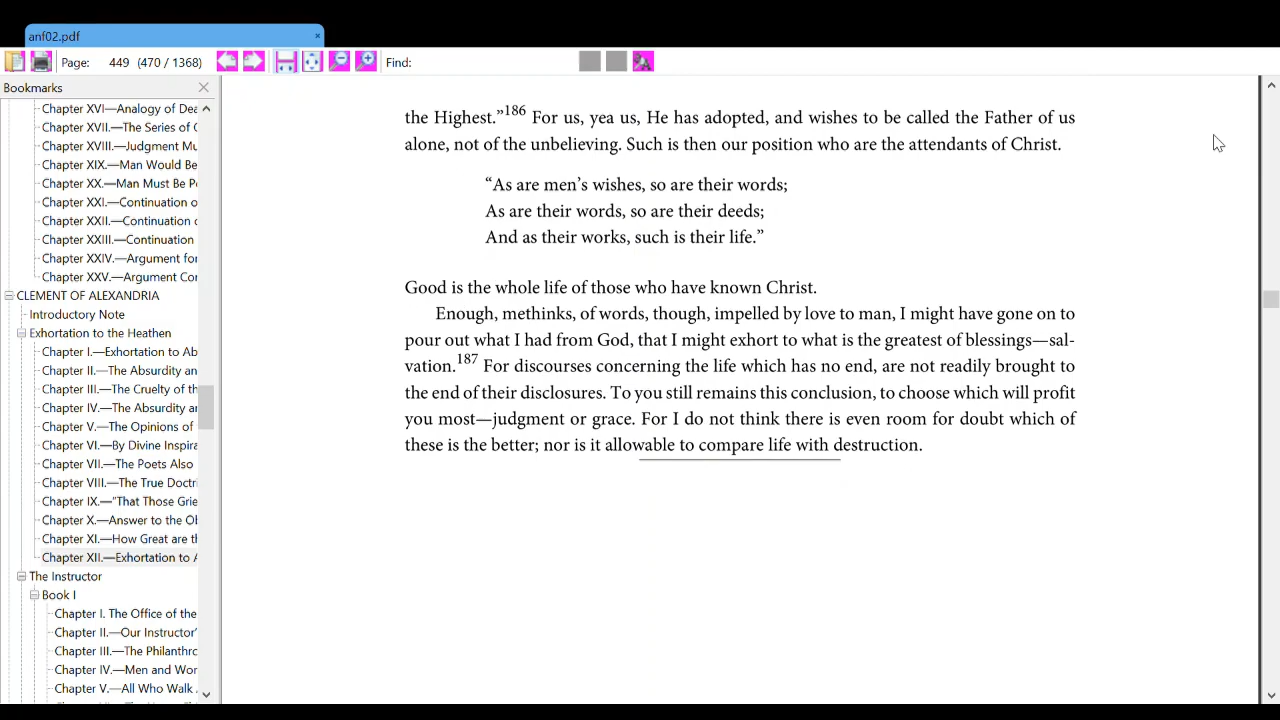 anf02.pdf ×
Page: 449 (470 / 1368) Find:
Bookmarks
Chapter XVI—Analogy of Dea
Chapter XVII.—The Series of C
Chapter XVIII.—Judgment Mu
Chapter XIX.—Man Would Be
Chapter XX.—Man Must Be Po
Chapter XXI.—Continuation o
Chapter XXII.—Continuation o
Chapter XXIII.—Continuation
Chapter XXIV.—Argument for
Chapter XXV.—Argument Con
CLEMENT OF ALEXANDRIA
Introductory Note
Exhortation to the Heathen
Chapter I.—Exhortation to Ab
Chapter II.—The Absurdity an
Chapter III.—The Cruelty of th
Chapter IV.—The Absurdity an
Chapter V.—The Opinions of
Chapter VI.—By Divine Inspira
Chapter VII.—The Poets Also
Chapter VIII.—The True Doctri
Chapter IX.—"That Those Grie
Chapter X.—Answer to the Ob
Chapter XI.—How Great are th
Chapter XII.—Exhortation to A
The Instructor
Book I
Chapter I. The Office of the
Chapter II.—Our Instructor'
Chapter III.—The Philanthro
Chapter IV.—Men and Wor
Chapter V.—All Who Walk
the Highest.”186 For us, yea us, He has adopted, and wishes to be called the Father of us
alone, not of the unbelieving. Such is then our position who are the attendants of Christ.
“As are men’s wishes, so are their words;
As are their words, so are their deeds;
And as their works, such is their life.”
Good is the whole life of those who have known Christ.
Enough, methinks, of words, though, impelled by love to man, I might have gone on to
pour out what I had from God, that I might exhort to what is the greatest of blessings—sal-
vation.187 For discourses concerning the life which has no end, are not readily brought to
the end of their disclosures. To you still remains this conclusion, to choose which will profit
you most—judgment or grace. For I do not think there is even room for doubt which of
these is the better; nor is it allowable to compare life with destruction.